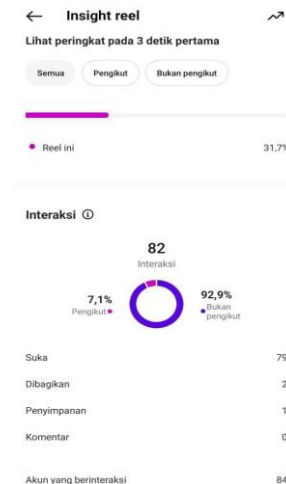 Insight reel
Lihat peringkat pada 3 detik pertama
Semua
Pengikut
Bukan pengikut
Reel ini
31,7%
Interaksi
82
Interaksi
7,1%
Pengikut
92,9%
Bukan
pengikut
Suka
79
Dibagikan
2
Penyimpanan
1
Komentar
0
Akun yang berinteraksi
84